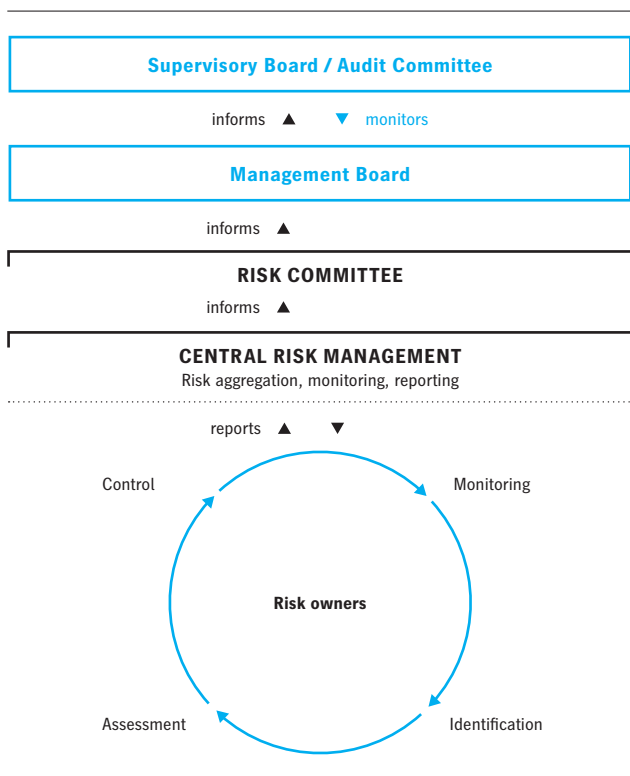 Supervisory Board / Audit Committee
informs ▲ ▼ monitors
Management Board
informs ▲
RISK COMMITTEE
informs ▲
CENTRAL RISK MANAGEMENT
Risk aggregation, monitoring, reporting
reports ▲ ▼
Control
Monitoring
Risk owners
Assessment
Identification